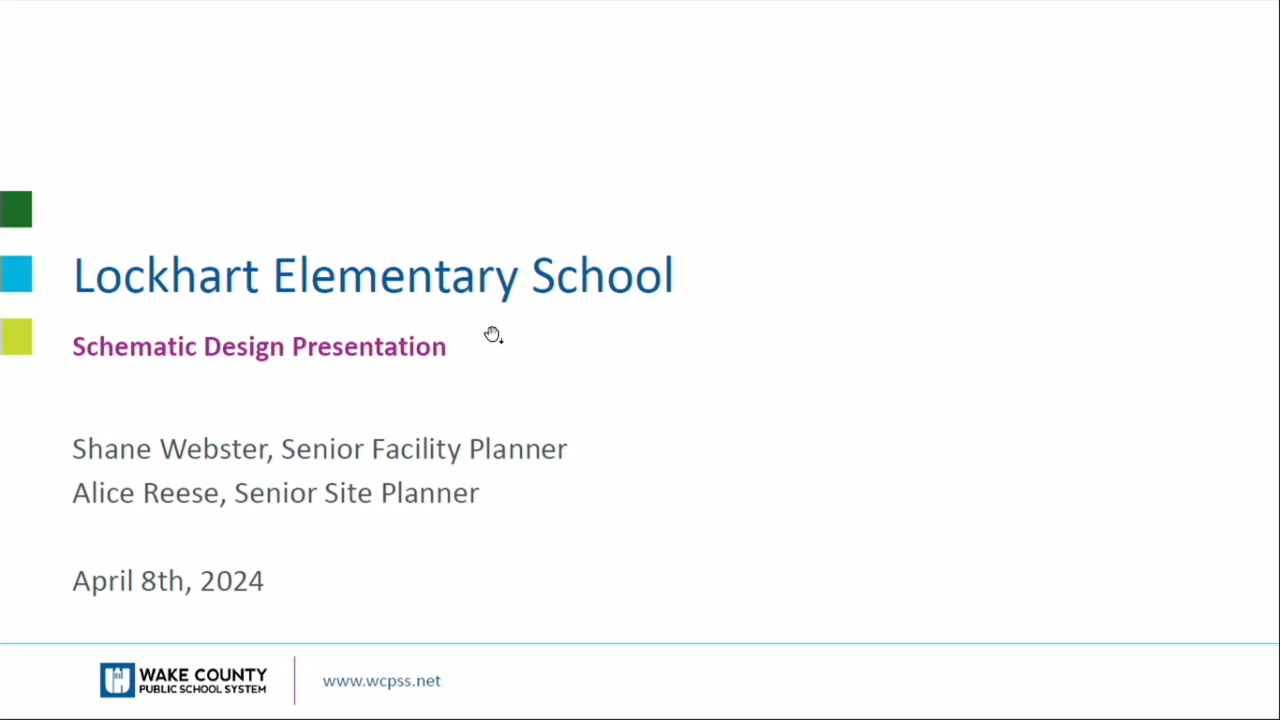 Lockhart Elementary School
Schematic Design Presentation
Shane Webster, Senior Facility Planner
Alice Reese, Senior Site Planner
April 8th, 2024
WAKE COUNTY
PUBLIC SCHOOL SYSTEM
www.wcpss.net